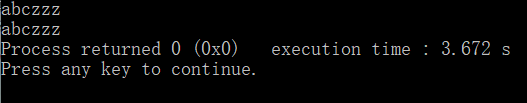 abczzz
abczzz
Process returned 0 (0x0)   execution time : 3.672 s
Press any key to continue.